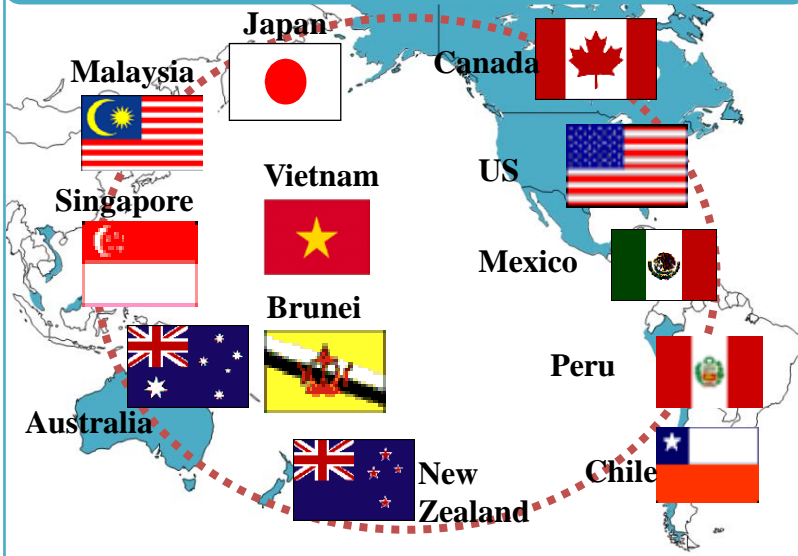 Japan
Canada
Malaysia
US
Vietnam
Singapore
Mexico
Brunei
Peru
Australia
New
Zealand
Chile